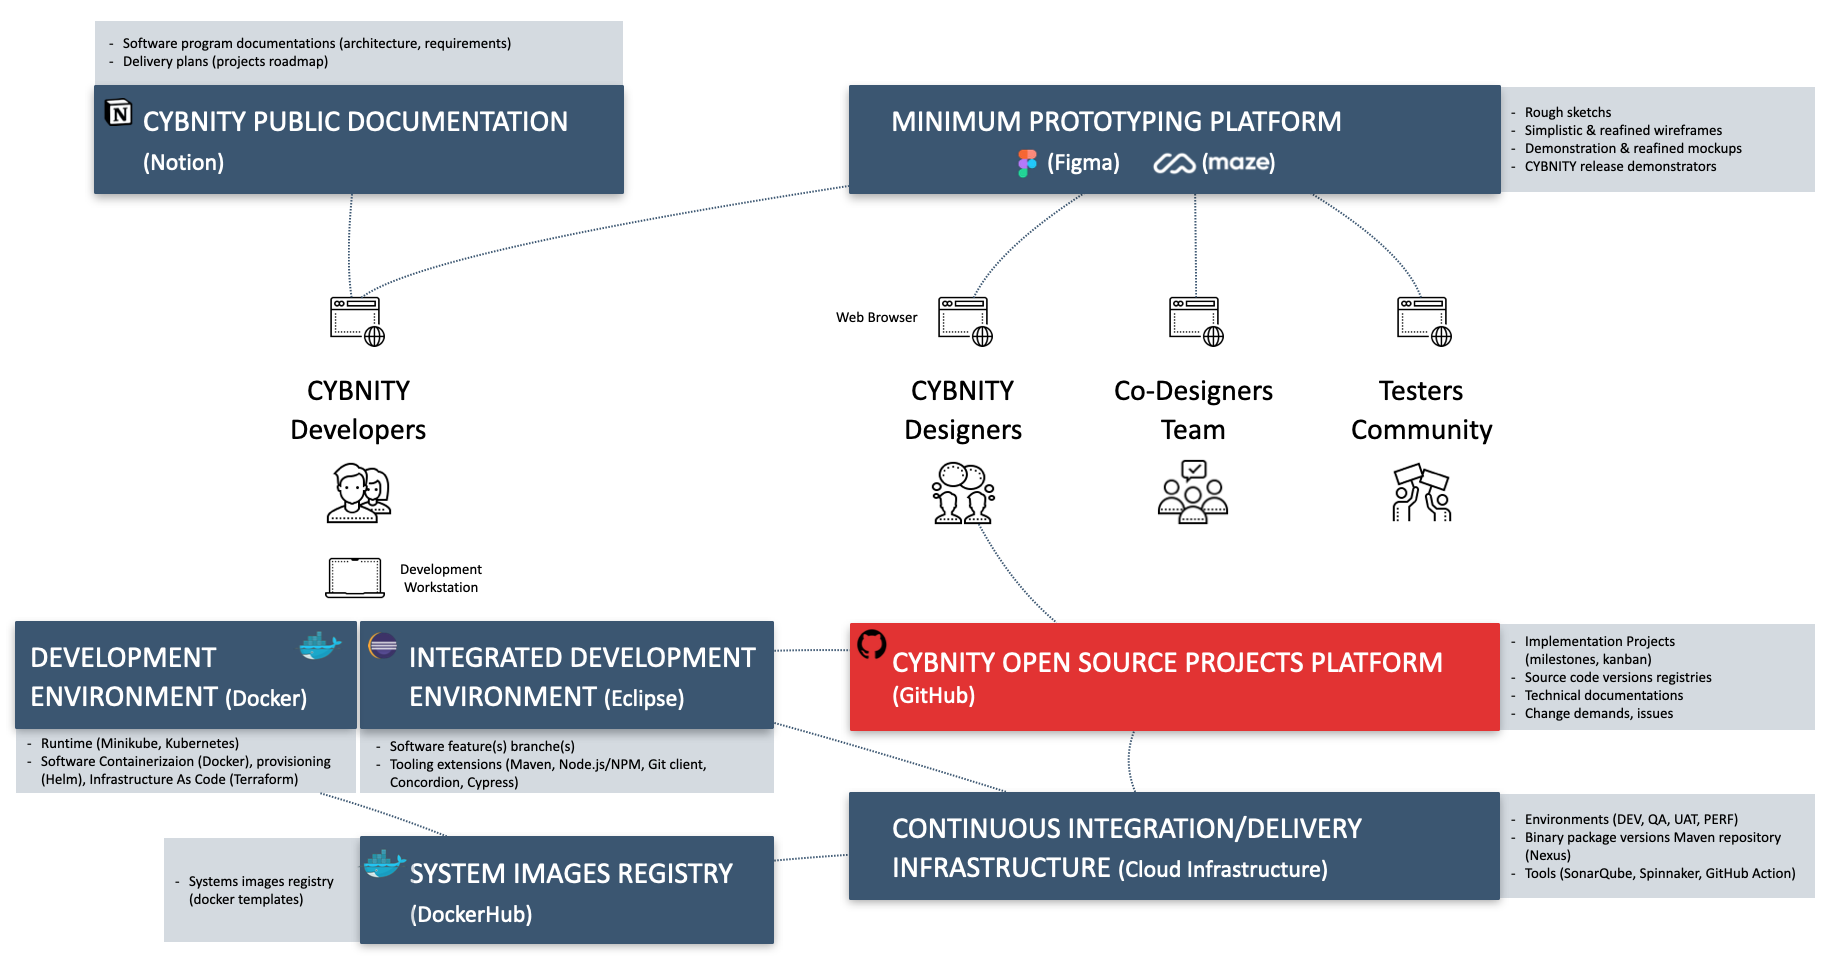 - Software program documentations (architecture, requirements)
- Delivery plans (projects roadmap)
N
CYBNITY PUBLIC DOCUMENTATION
(Notion)
MINIMUM PROTOTYPING PLATFORM
(Figma) (maze)
- Rough sketchs
- Simplistic & reafined wireframes
- Demonstration & reafined mockups
- CYBNITY release demonstrators
Web Browser
CYBNITY
Developers
CYBNITY
Designers
Co-Designers
Team
Testers
Community
Development
Workstation
DEVELOPMENT
ENVIRONMENT (Docker)
- Runtime (Minikube, Kubernetes)
- Software Containerizaion (Docker), provisioning
(Helm), Infrastructure As Code (Terraform)
INTEGRATED DEVELOPMENT
ENVIRONMENT (Eclipse)
- Software feature(s) branche(s)
- Tooling extensions (Maven, Node.js/NPM, Git client,
Concordion, Cypress)
CYBNITY OPEN SOURCE PROJECTS PLATFORM
(GitHub)
- Implementation Projects
(milestones, kanban)
- Source code versions registries
- Technical documentations
- Change demands, issues
- Systems images registry
(docker templates)
SYSTEM IMAGES REGISTRY
(DockerHub)
CONTINUOUS INTEGRATION/DELIVERY
INFRASTRUCTURE (Cloud Infrastructure)
- Environments (DEV, QA, UAT, PERF)
- Binary package versions Maven repository
(Nexus)
- Tools (SonarQube, Spinnaker, GitHub Action)